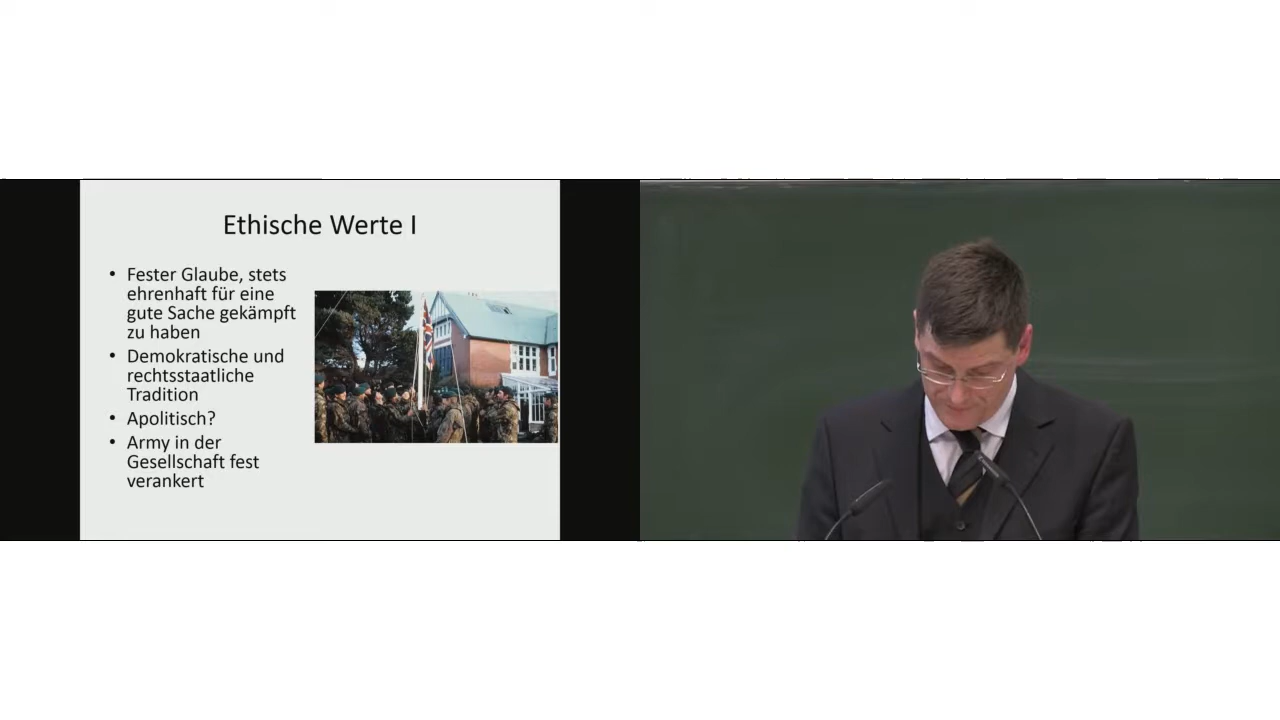 Ethische Werte I
• Fester Glaube, stets
ehrenhaft für eine
gute Sache gekämpft
zu haben
• Demokratische und
rechtsstaatliche
Tradition
• Apolitisch?
• Army in der
Gesellschaft fest
verankert